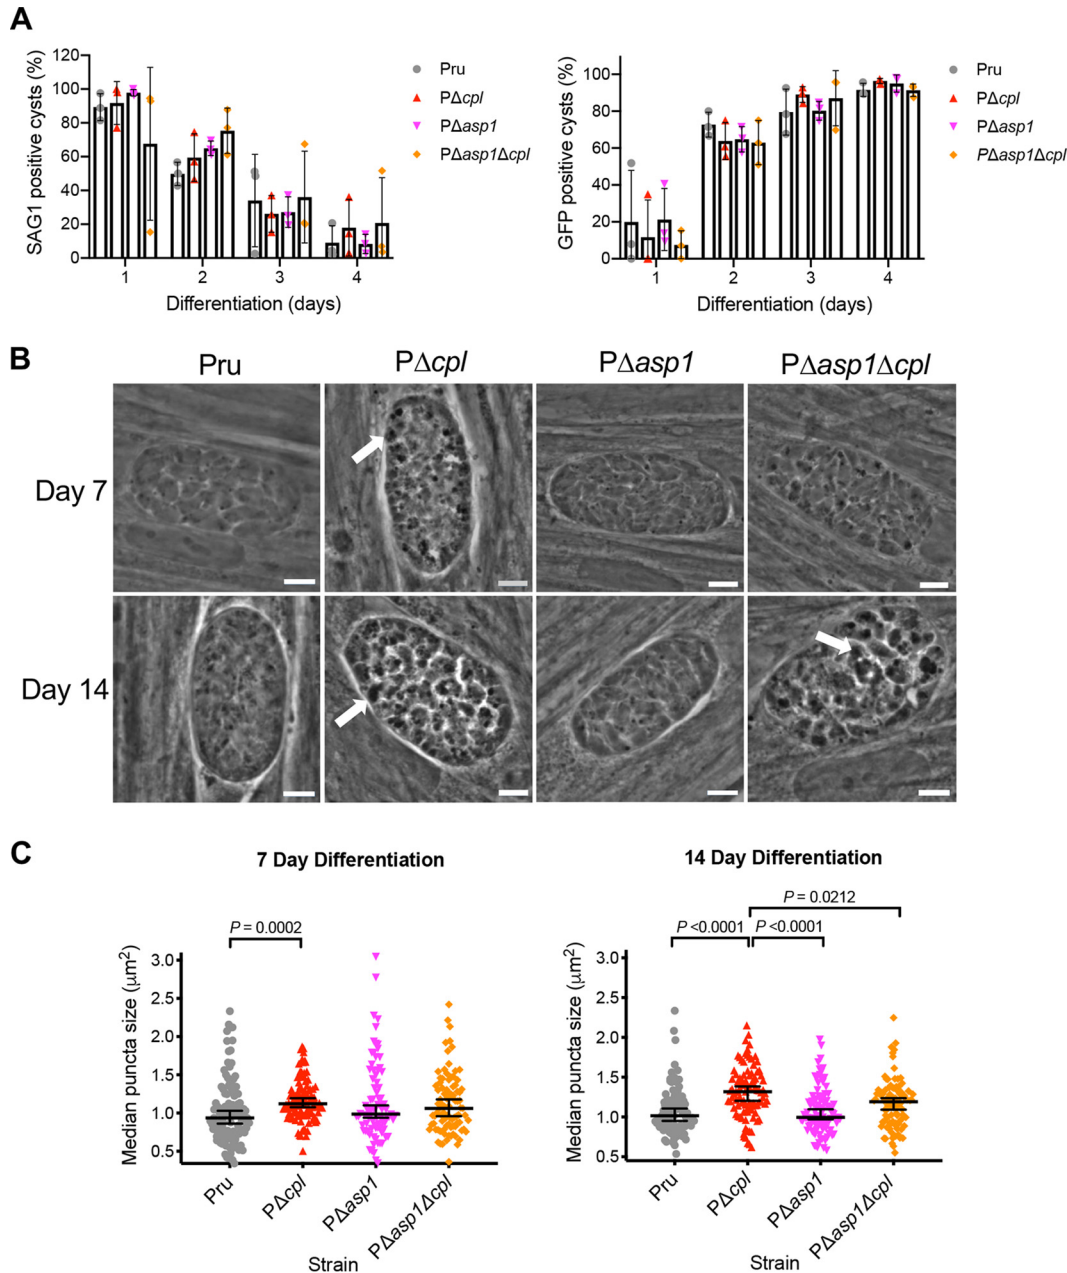 A
SAG1 positive cysts (%)
120
100
80
60
40
20
0
1
2
3
4
Differentiation (days)
Pru
PΔcpl
PΔasp1
PΔasp1Δcpl
GFP positive cysts (%)
100
80
60
40
20
0
1
2
3
4
Differentiation (days)
Pru
PΔcpl
PΔasp1
PΔasp1Δcpl
B
Pru
PΔcpl
PΔasp1
PΔasp1Δcpl
Day 7
Day 14
C
7 Day Differentiation
P = 0.0002
Median puncta size (μm²)
3.0
2.5
2.0
1.5
1.0
0.5
Pru
PΔcpl
PΔasp1
PΔasp1Δcpl
Strain
14 Day Differentiation
P = 0.0212
P <0.0001
P <0.0001
Median puncta size (μm²)
3.0
2.5
2.0
1.5
1.0
0.5
Pru
PΔcpl
PΔasp1
PΔasp1Δcpl
Strain